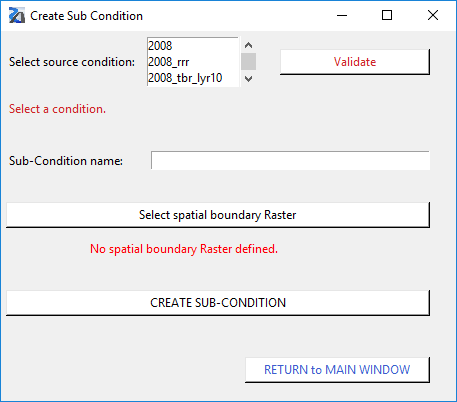 Create Sub Condition
Select source condition:
2008
2008_rrr
2008_tbr_lyr10
Validate
Select a condition.
Sub-Condition name:
Select spatial boundary Raster
No spatial boundary Raster defined.
CREATE SUB-CONDITION
RETURN to MAIN WINDOW